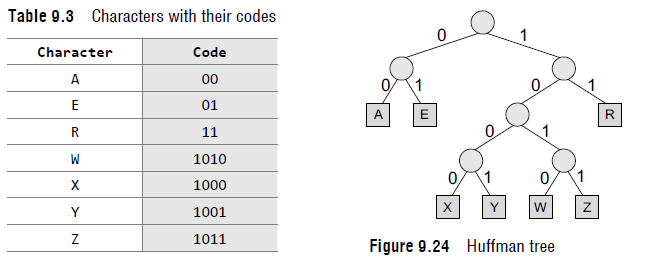 Table 9.3 Characters with their codes
Character Code
A 00
E 01
R 11
W 1010
X 1000
Y 1001
Z 1011
0 1
0 1 0 1
A E R
0 1
0 1 0 1
X Y W Z
Figure 9.24 Huffman tree